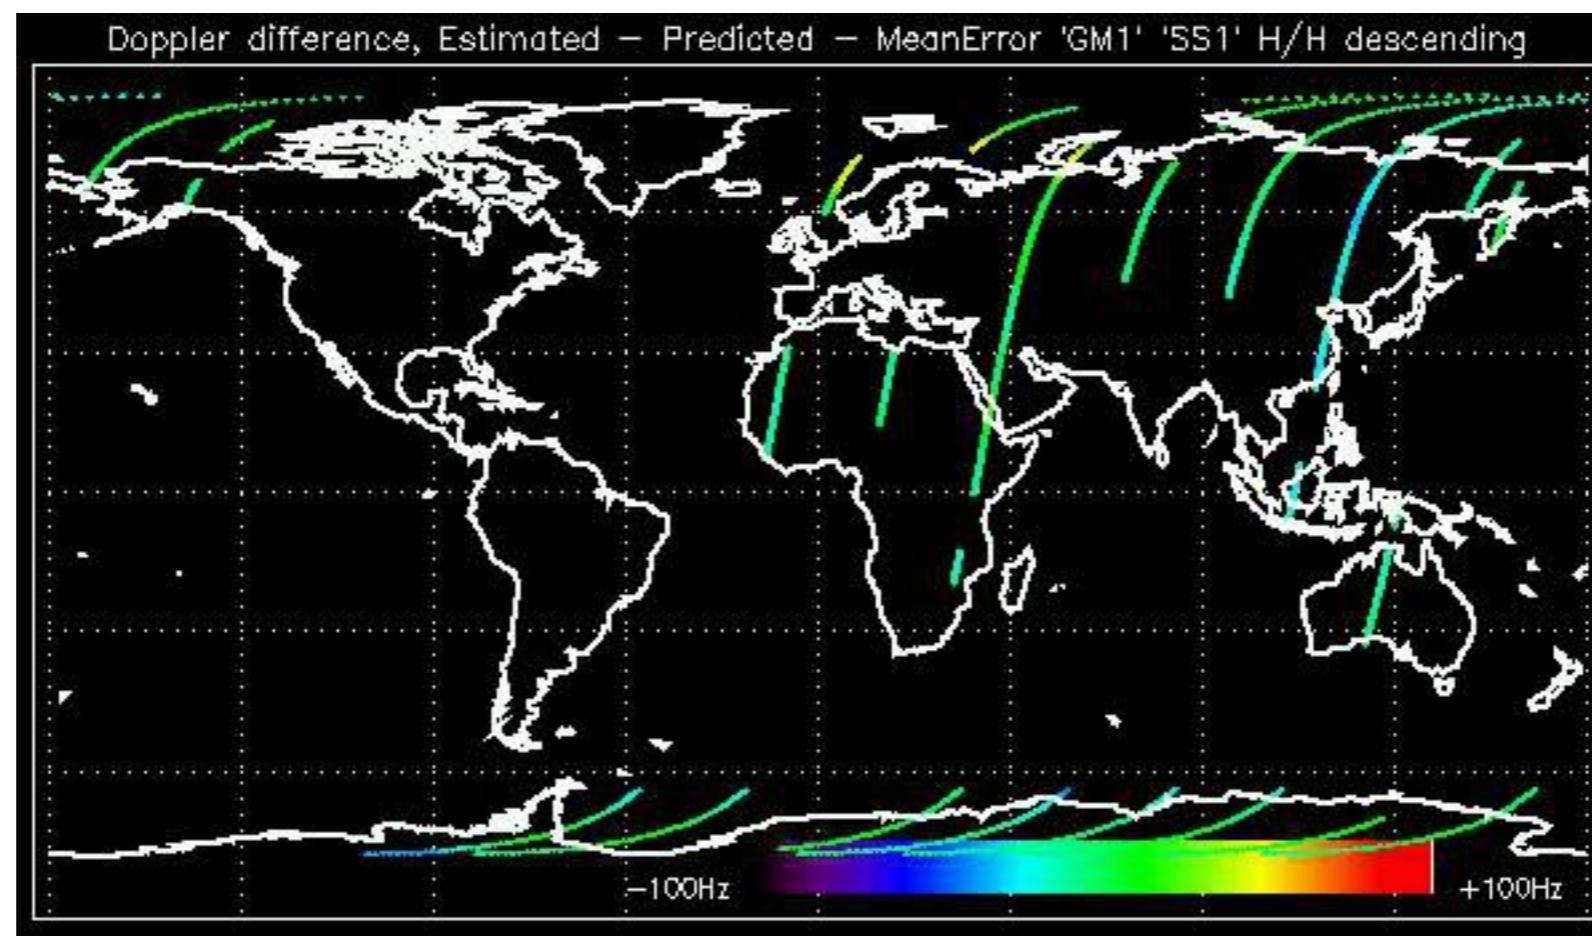 Doppler difference, Estimated — Predicted — MeanError 'GM1' 'SS1' H/H descending
—100Hz +100Hz